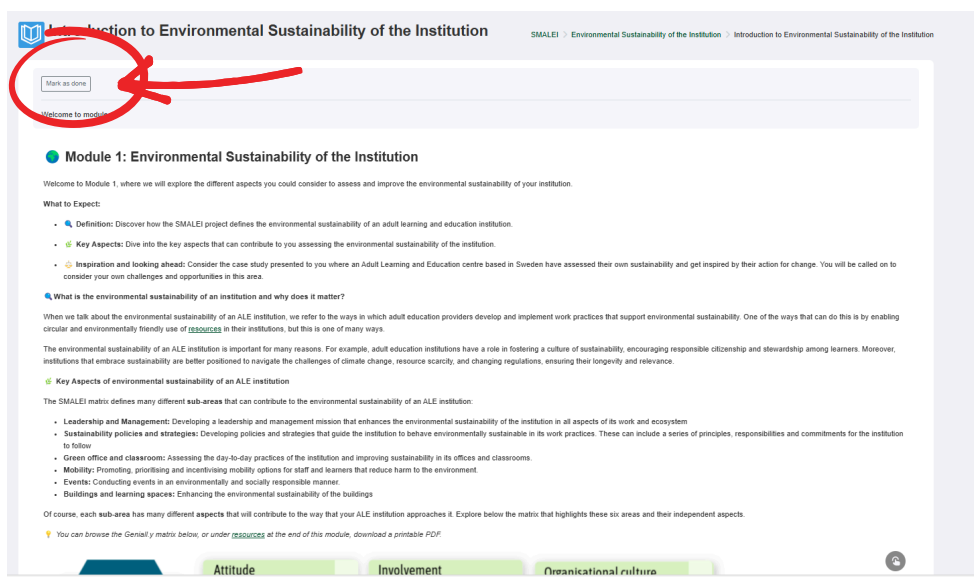 Introduction to Environmental Sustainability of the Institution
SMALEI > Environmental Sustainability of the Institution > Introduction to Environmental Sustainability of the Institution
Mark as done
Welcome to module
Module 1: Environmental Sustainability of the Institution
Welcome to Module 1, where we will explore the different aspects you could consider to assess and improve the environmental sustainability of your institution.
What to Expect:
• Definition: Discover how the SMALEI project defines the environmental sustainability of an adult learning and education institution.
• Key Aspects: Dive into the key aspects that can contribute to you assessing the environmental sustainability of the institution.
• Inspiration and looking ahead: Consider the case study presented to you where an Adult Learning and Education centre based in Sweden have assessed their own sustainability and get inspired by their action for change. You will be called on to
consider your own challenges and opportunities in this area.
What is the environmental sustainability of an institution and why does it matter?
When we talk about the environmental sustainability of an ALE institution, we refer to the ways in which adult education providers develop and implement work practices that support environmental sustainability. One of the ways that can do this is by enabling
circular and environmentally friendly use of resources in their institutions, but this is one of many ways.
The environmental sustainability of an ALE institution is important for many reasons. For example, adult education institutions have a role in fostering a culture of sustainability, encouraging responsible citizenship and stewardship among learners. Moreover,
institutions that embrace sustainability are better positioned to navigate the challenges of climate change, resource scarcity, and changing regulations, ensuring their longevity and relevance.
Key Aspects of environmental sustainability of an ALE institution
The SMALEI matrix defines many different sub-areas that can contribute to the environmental sustainability of an ALE institution:
• Leadership and Management: Developing a leadership and management mission that enhances the environmental sustainability of the institution in all aspects of its work and ecosystem
• Sustainability policies and strategies: Developing policies and strategies that guide the institution to behave environmentally sustainable in its work practices. These can include a series of principles, responsibilities and commitments for the institution
to follow
• Green office and classroom: Assessing the day-to-day practices of the institution and improving sustainability in its offices and classrooms.
• Mobility: Promoting, prioritising and incentivising mobility options for staff and learners that reduce harm to the environment.
• Events: Conducting events in an environmentally and socially responsible manner.
• Buildings and learning spaces: Enhancing the environmental sustainability of the buildings
Of course, each sub-area has many different aspects that will contribute to the way that your ALE institution approaches it. Explore below the matrix that highlights these six areas and their independent aspects.
You can browse the Genially matrix below, or under resources at the end of this module, download a printable PDF.
Attitude Involvement Organisational culture